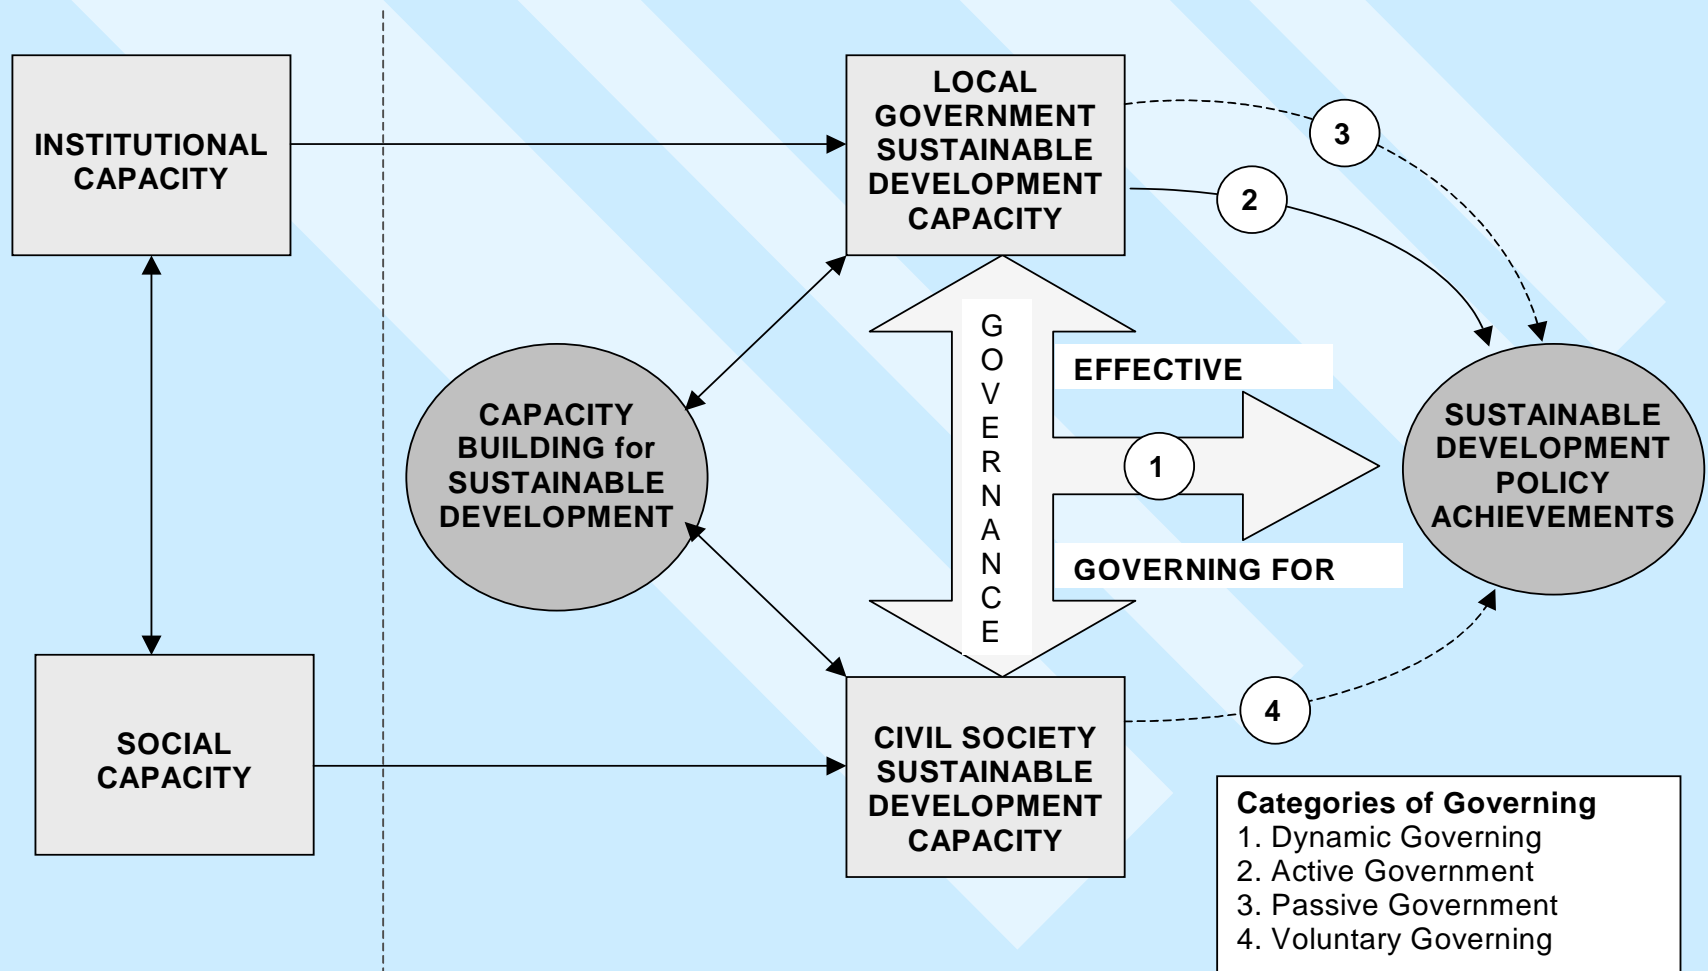 INSTITUTIONAL
CAPACITY
SOCIAL
CAPACITY
CAPACITY
BUILDING for
SUSTAINABLE
DEVELOPMENT
LOCAL
GOVERNMENT
SUSTAINABLE
DEVELOPMENT
CAPACITY
G
O
V
E
R
N
A
N
C
E
CIVIL SOCIETY
SUSTAINABLE
DEVELOPMENT
CAPACITY
3
2
EFFECTIVE
1
GOVERNING FOR
4
SUSTAINABLE
DEVELOPMENT
POLICY
ACHIEVEMENTS
Categories of Governing
1. Dynamic Governing
2. Active Government
3. Passive Government
4. Voluntary Governing